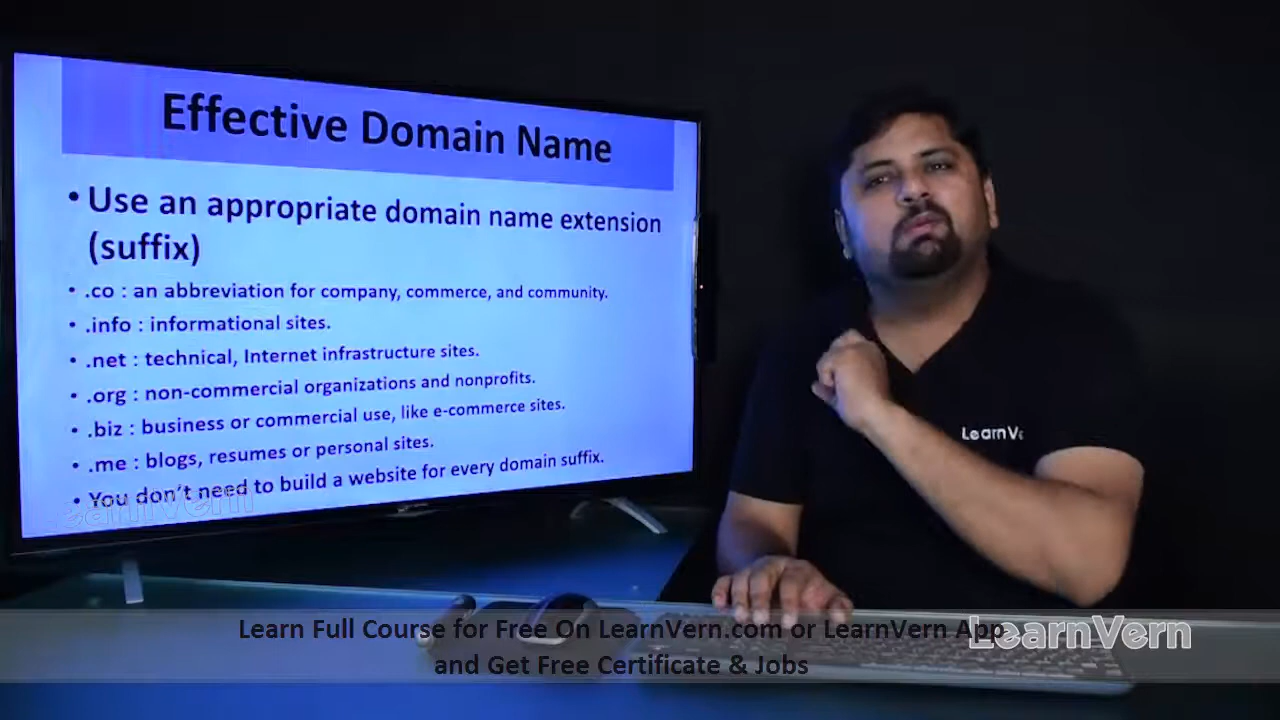 Effective Domain Name
• Use an appropriate domain name extension
(suffix)
• .co : an abbreviation for company, commerce, and community.
• .info : informational sites.
• .net : technical, Internet infrastructure sites.
• .org : non-commercial organizations and nonprofits.
• .biz : business or commercial use, like e-commerce sites.
• .me : blogs, resumes or personal sites.
• You don't need to build a website for every domain suffix.
LearnVern
LearnV
Learn Full Course for Free On LearnVern.com or LearnVern App
and Get Free Certificate & Jobs
LearnVern